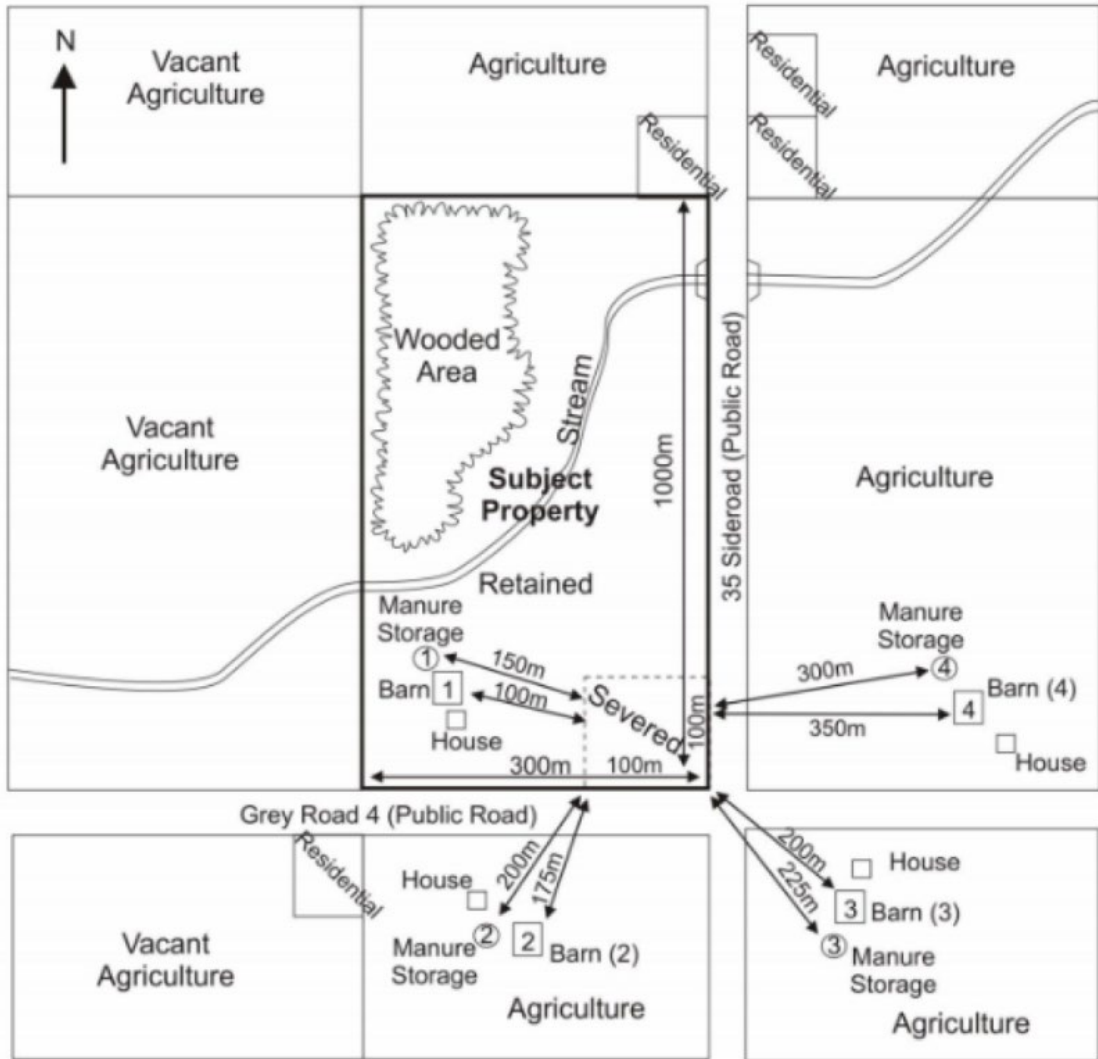 N
Vacant
Agriculture
Agriculture
Residential
Residential
Residential
Agriculture
Vacant
Agriculture
Wooded
Area
Stream
Subject
Property
1000m
35 Sideroad (Public Road)
Agriculture
Retained
Manure
Storage
1
150m
Barn
1
100m
House
Severed
100m
300m
100m
Manure
Storage
4
300m
Barn (4)
4
350m
House
Grey Road 4 (Public Road)
Residential
Vacant
Agriculture
House
200m
175m
2
2
Manure
Storage
Barn (2)
Agriculture
200m
225m
House
3
Barn (3)
3
Manure
Storage
Agriculture